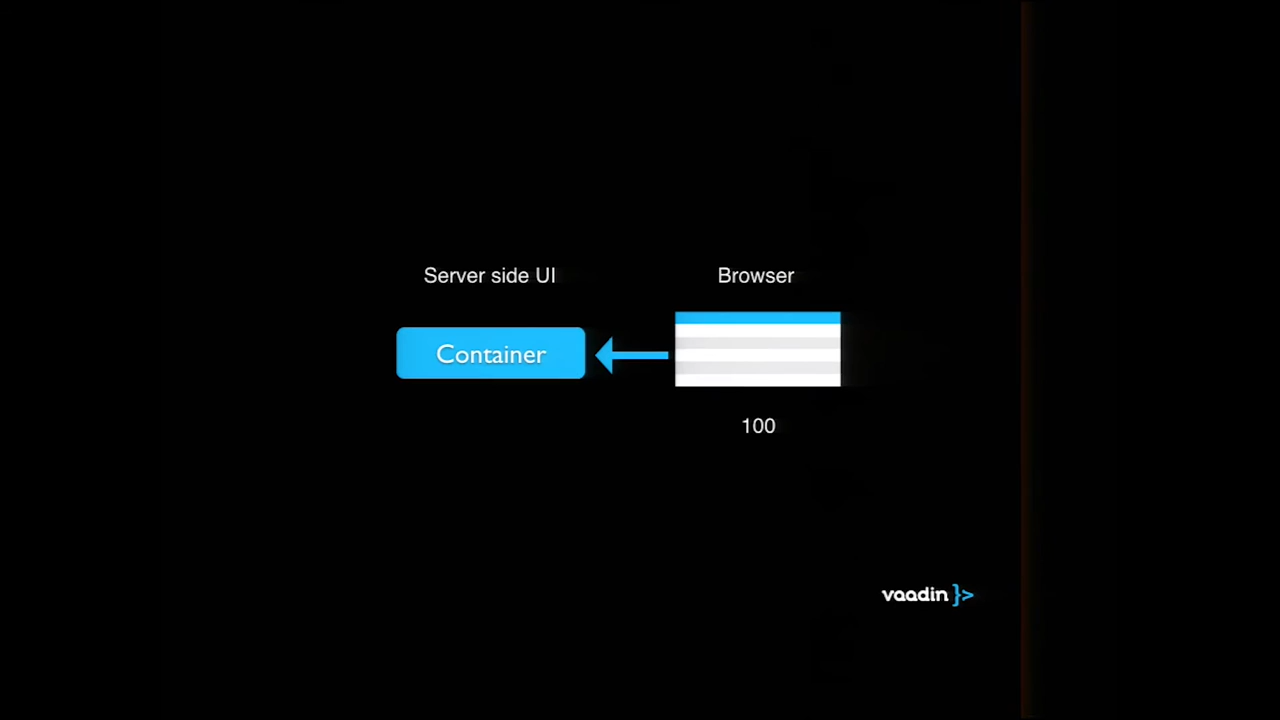 Server side UI
Browser
Container
100
vaadin }>